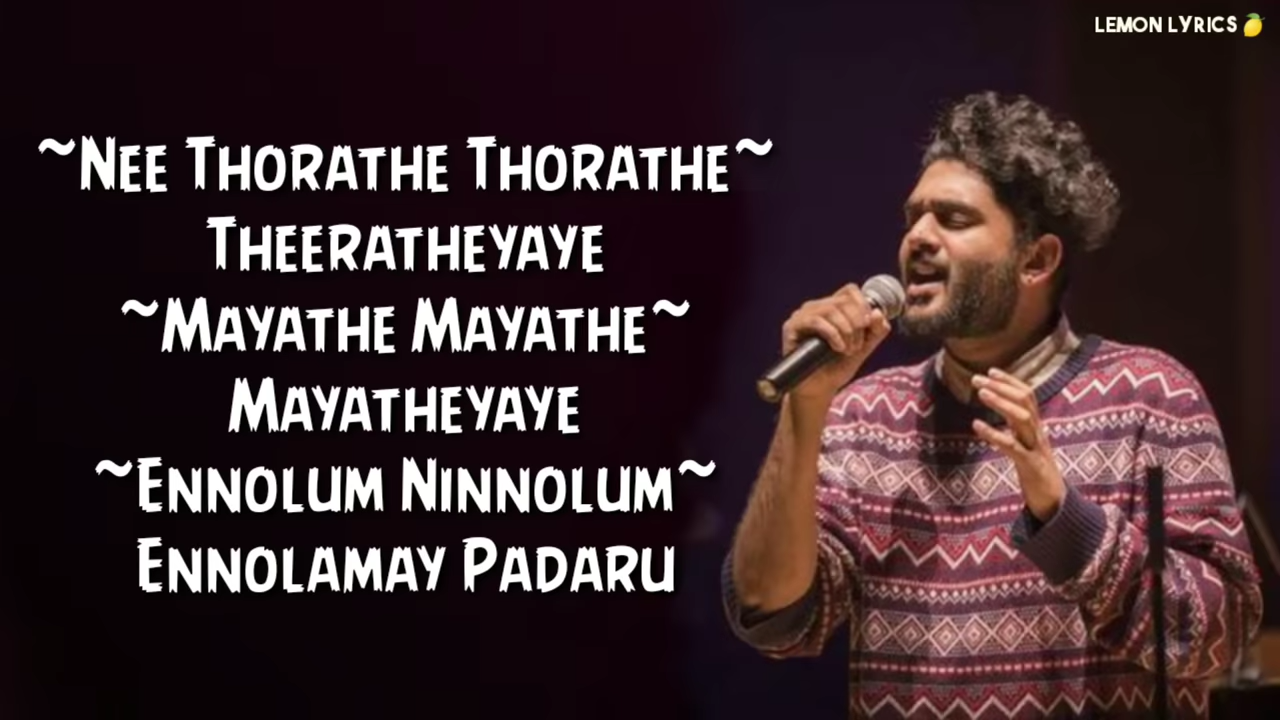 LEMON LYRICS🍋
~NEE THORATHE THORATHE~
THEERATHEYAYE
~MAYATHE MAYATHE~
MAYATHEYAYE
~ENNOLUM NINNOLUM~
ENNOLAMAY PADARU